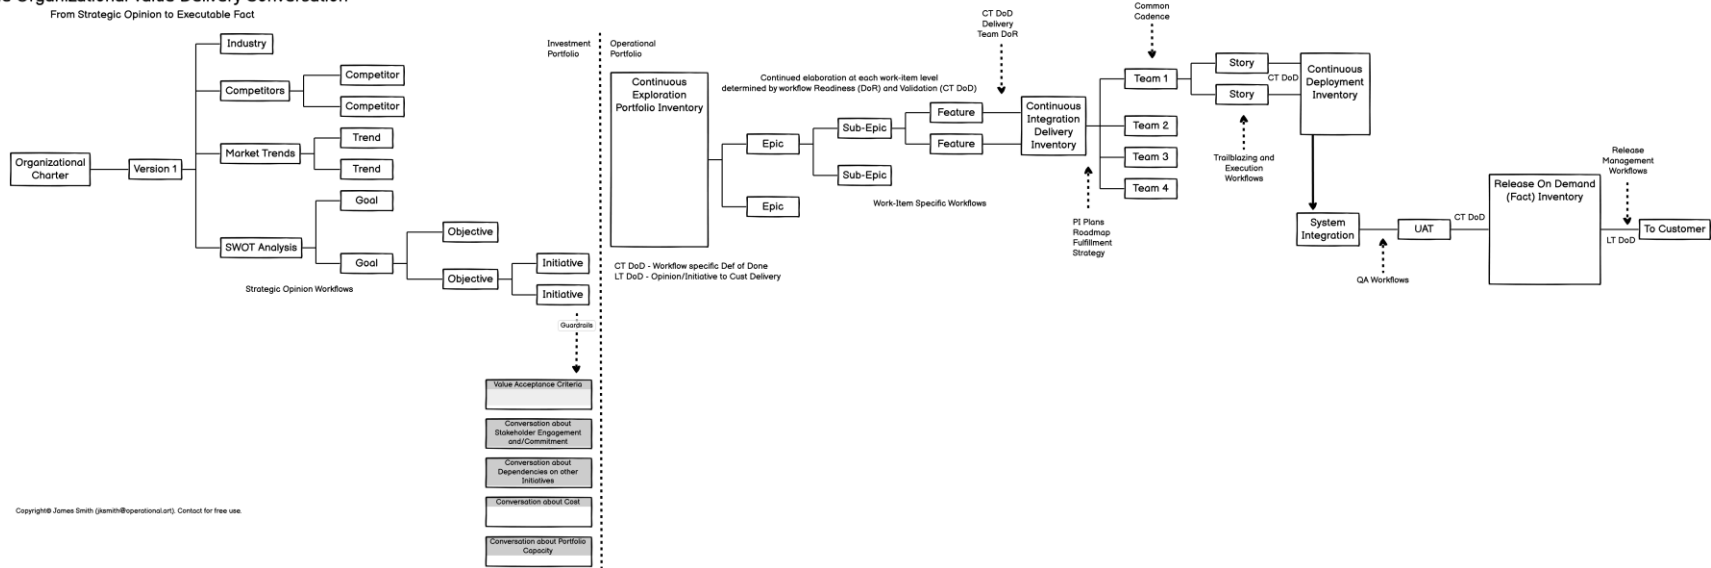 Organizational Value Delivery Conversation
From Strategic Opinion to Executable Fact
Industry
Competitors
Competitor
Competitor
Market Trends
Trend
Trend
Organizational
Charter
Version 1
SWOT Analysis
Goal
Goal
Objective
Objective
Initiative
Initiative
Strategic Opinion Workflows
Guardrails
Value Acceptance Criteria
Conversation about
Stakeholder Engagement
and/Commitment
Conversation about
Dependencies on other
Initiatives
Conversation about Cost
Conversation about Portfolio
Capacity
Copyright© James Smith (jksmith@operational.art). Contact for free use.
Investment
Portfolio
Operational
Portfolio
Continuous
Exploration
Portfolio Inventory
CT DoD - Workflow specific Def of Done
LT DoD - Opinion/Initiative to Cust Delivery
Continued elaboration at each work-item level
determined by workflow Readiness (DoR) and Validation (CT DoD)
Epic
Epic
Sub-Epic
Sub-Epic
Feature
Feature
Work-Item Specific Workflows
CT DoD
Delivery
Team DoR
Continuous
Integration
Delivery
Inventory
PI Plans
Roadmap
Fulfillment
Strategy
Common
Cadence
Team 1
Team 2
Team 3
Team 4
Story
Story
CT DoD
Trailblazing and
Execution
Workflows
Continuous
Deployment
Inventory
System
Integration
QA Workflows
UAT
CT DoD
Release On Demand
(Fact) Inventory
Release
Management
Workflows
LT DoD
To Customer